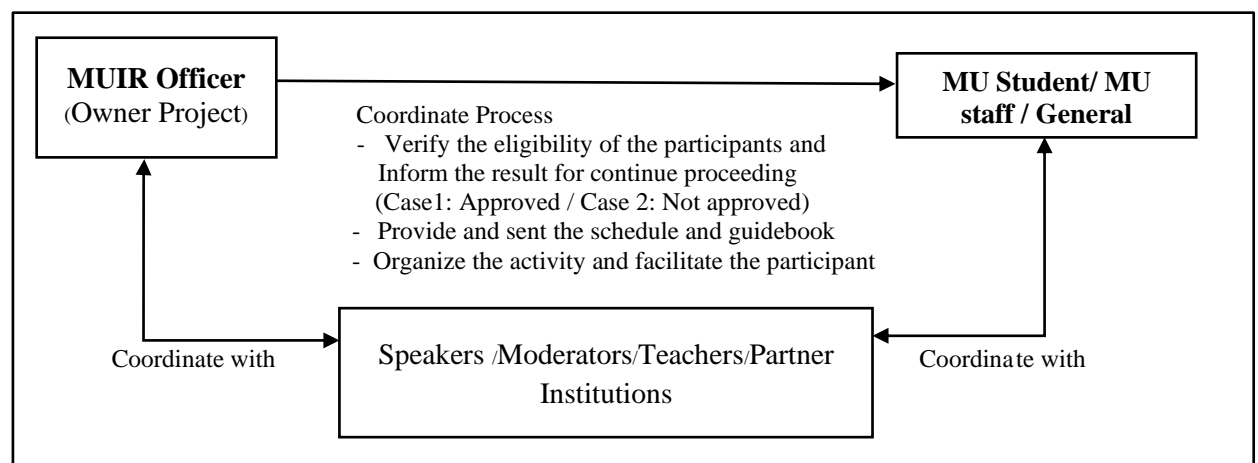 MUIR Officer
(Owner Project)
MU Student/ MU
staff / General
Coordinate Process
- Verify the eligibility of the participants and
Inform the result for continue proceeding
(Case1: Approved / Case 2: Not approved)
- Provide and sent the schedule and guidebook
- Organize the activity and facilitate the participant
Coordinate with
Speakers /Moderators/Teachers/Partner
Institutions
Coordinate with